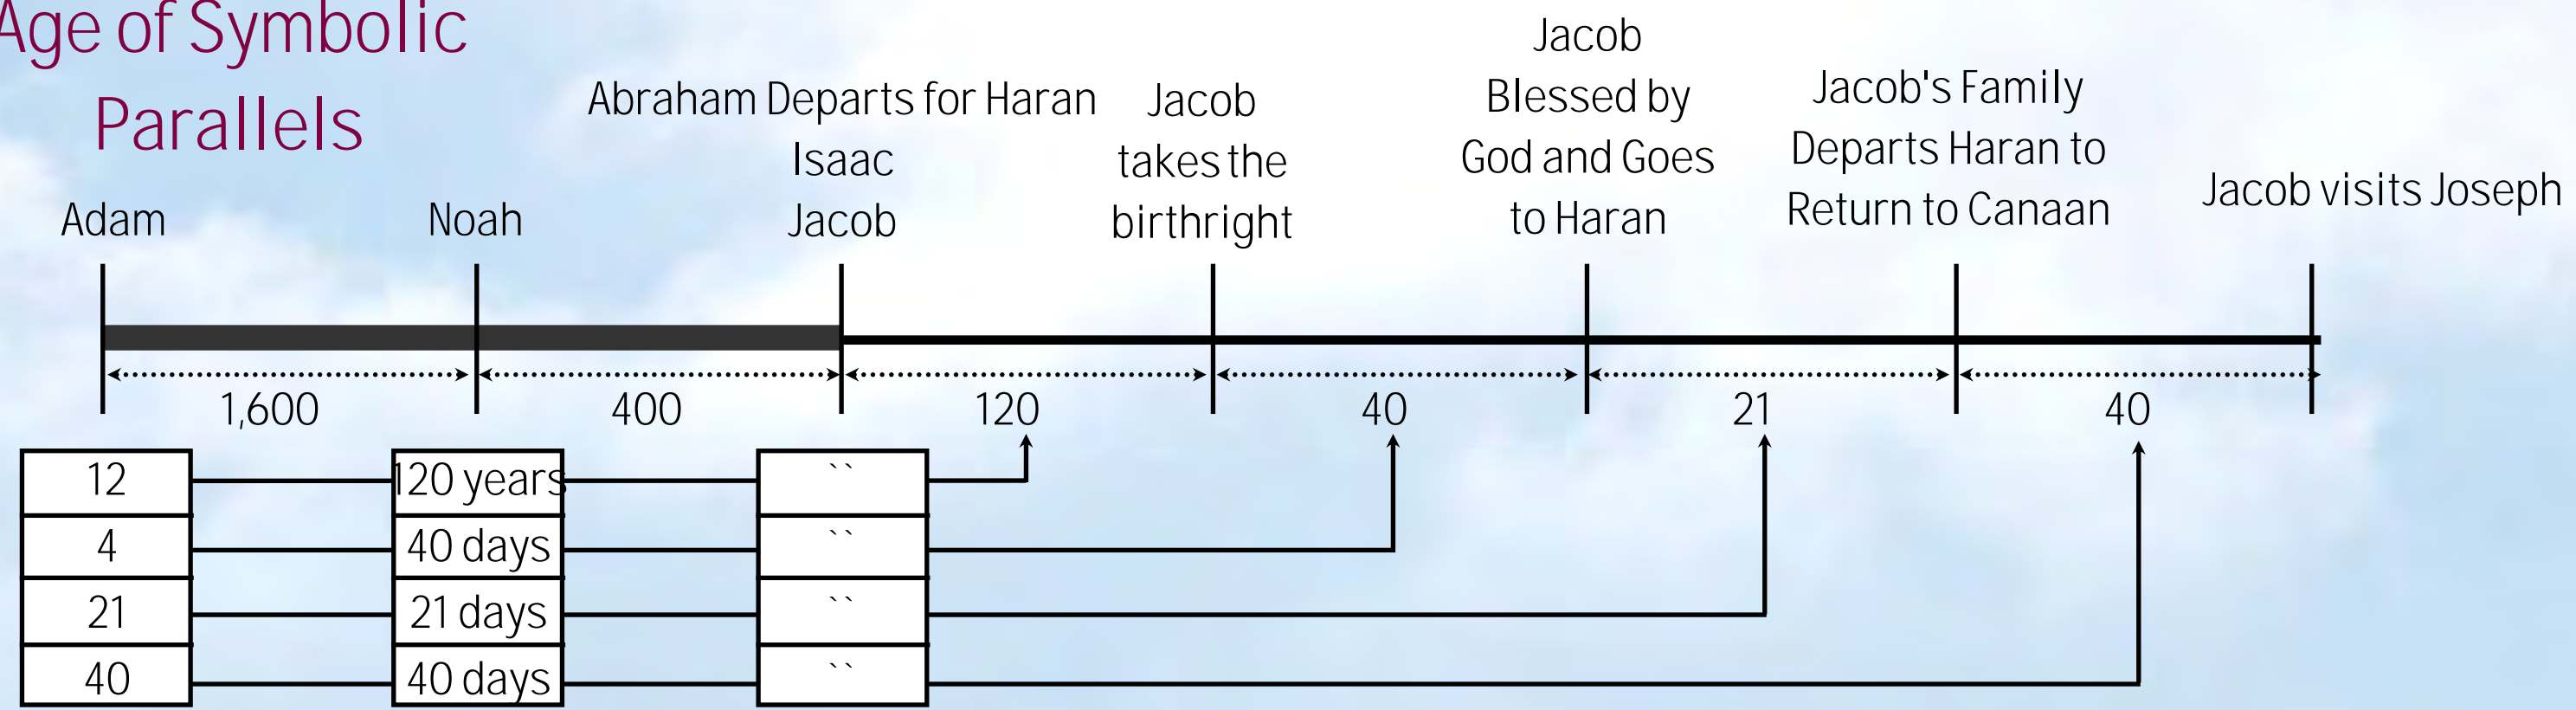 Age of Symbolic
Parallels
Adam
Noah
Abraham Departs for Haran
Isaac
Jacob
Jacob
takes the
birthright
Jacob
Blessed by
God and Goes
to Haran
Jacob's Family
Departs Haran to
Return to Canaan
Jacob visits Joseph
1,600
400
120
40
21
40
12
120 years
``
4
40 days
``
21
21 days
``
40
40 days
``